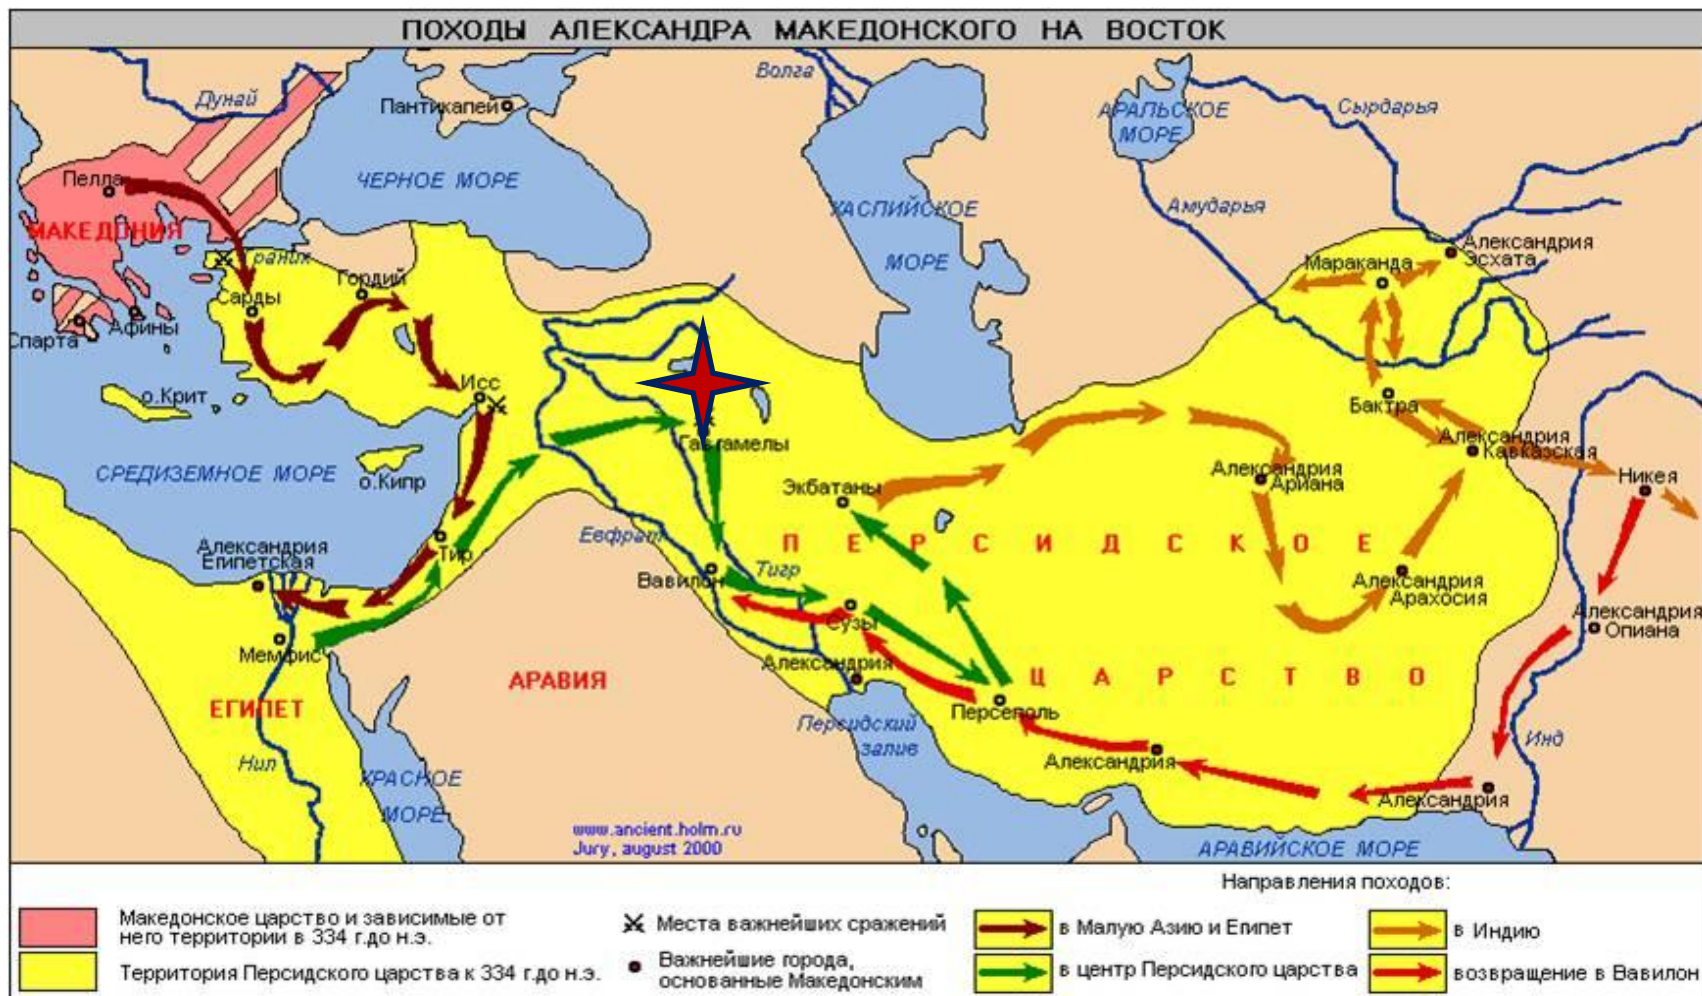 ПОХОДЫ АЛЕКСАНДРА МАКЕДОНСКОГО НА ВОСТОК
Дунай
Пантикапей
Волга
АРАЛЬСКОЕ
МОРЕ
Сырдарья
Пелла
ЧЕРНОЕ МОРЕ
КАСПИЙСКОЕ
МОРЕ
Амударья
МАКЕДОНИЯ
Граник
Гордий
Сарды
Мараканда
Александрия
Эсхата
Спарта
Афины
о.Крит
Исс
Бактра
Гавгамелы
Александрия
Кавказская
СРЕДИЗЕМНОЕ МОРЕ
о.Кипр
Экбатаны
Александрия
Ариана
Никея
Александрия
Египетская
Тир
Евфрат
ПЕРСИДСКОЕ
Вавилон
Тигр
Александрия
Арахосия
Сузы
Александрия
Опиана
Мемфис
АРАВИЯ
Александрия
ЦАРСТВО
ЕГИПЕТ
Персеполь
Персидский
залив
Нил
КРАСНОЕ
МОРЕ
Александрия
Инд
Александрия
www.ancient.holm.ru
Jury, august 2000
АРАВИЙСКОЕ МОРЕ
Направления походов:
Македонское царство и зависимые от
него территории в 334 г.до н.э.
Места важнейших сражений
в Малую Азию и Египет
в Индию
Территория Персидского царства к 334 г.до н.э.
Важнейшие города,
основанные Македонским
в центр Персидского царства
возвращение в Вавилон